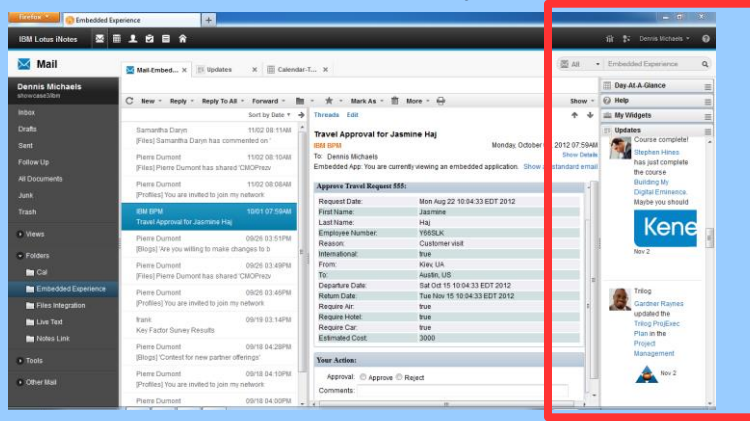 Firefox
Embedded Experience
IBM Lotus iNotes
Dennis Michaels
Mail
Mail-Embed... x
Updates x
Calendar-T... x
All
Embedded Experience
Dennis Michaels
showcase3/ibm
Inbox
Drafts
Sent
Follow Up
All Documents
Junk
Trash
Views
Folders
Cal
Embedded Experience
Files Integration
Live Text
Notes Link
Tools
Other Mail
New Reply Reply To All Forward
Mark As
More
Show
Sort by Date
Samantha Daryn 11/02 08:11AM
[Files] Samantha Daryn has commented on '
Pierre Dumont 11/02 08:10AM
[Files] Pierre Dumont has shared 'CMOPrezv
Pierre Dumont 11/02 08:08AM
[Profiles] You are invited to join my network
IBM BPM 10/01 07:59AM
Travel Approval for Jasmine Haj
Pierre Dumont 09/26 03:51PM
[Blogs] 'Are you willing to make changes to b
Pierre Dumont 09/26 03:49PM
[Files] Pierre Dumont has shared 'CMOPrezv
Pierre Dumont 09/26 03:46PM
[Profiles] You are invited to join my network
frank 09/19 03:14PM
Key Factor Survey Results
Pierre Dumont 09/18 04:28PM
[Blogs] 'Contest for new partner offerings'
Pierre Dumont 09/18 04:10PM
[Profiles] You are invited to join my network
Pierre Dumont 09/18 04:00PM
Threads Edit
Travel Approval for Jasmine Haj
IBM BPM Monday, October 2012 07:59AM
To: Dennis Michaels Show Details
Embedded App: You are currently viewing an embedded application. Show standard email
Approve Travel Request 555:
Request Date: Mon Aug 22 10:04:33 EDT 2012
First Name: Jasmine
Last Name: Haj
Employee Number: Y66SLK
Reason: Customer visit
International: true
From: Kiev, UA
To: Austin, US
Departure Date: Sat Oct 15 10:04:33 EDT 2012
Return Date: Tue Nov 15 10:04:33 EDT 2012
Require Air: true
Require Hotel: true
Require Car: true
Estimated Cost: 3000
Your Action:
Approval: Approve Reject
Comments:
Day-At-A-Glance
Help
My Widgets
Updates
Course complete!
Stephen Hines
has just complete
the course
Building My
Digital Eminence.
Maybe you should
Kene
Nov 2
Trilog
Gardner Raynes
updated the
Trilog ProjExec
Plan in the
Project
Management
Nov 2